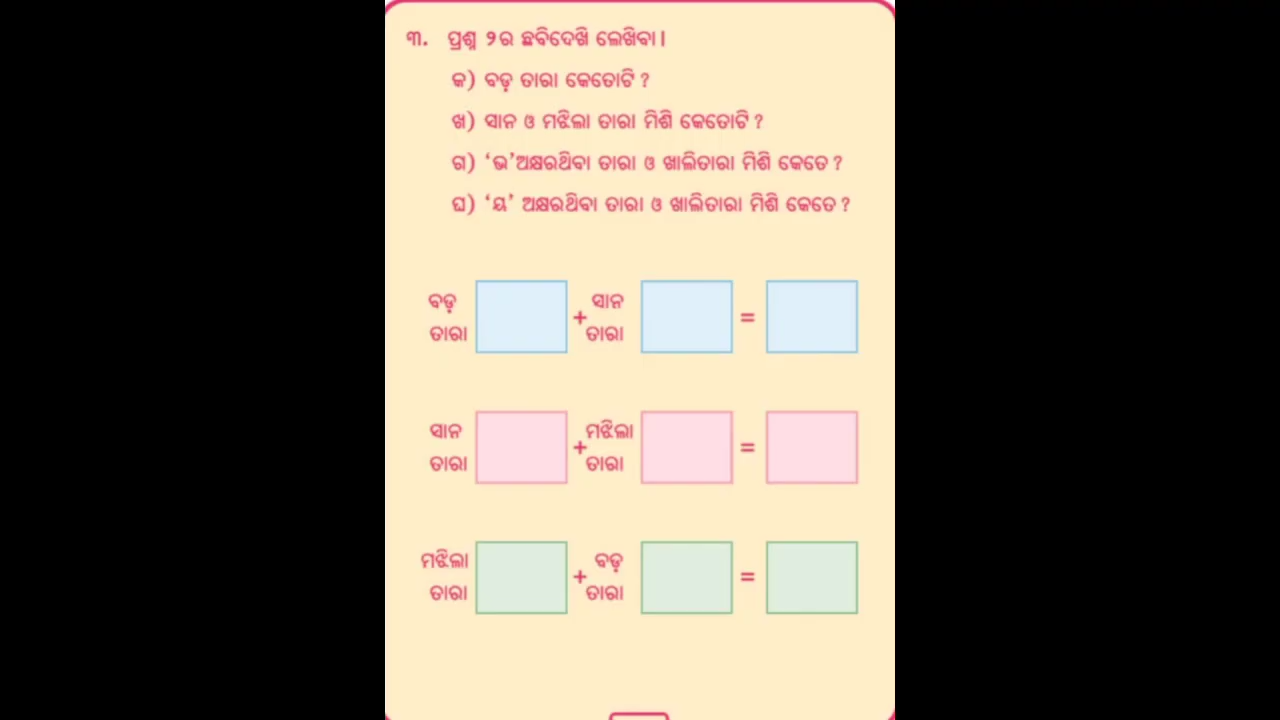 ୩. ପ୍ରଶ୍ନ ୨ର ଛବିଦେଖି ଲେଖିବା।
କ) ବଡ଼ ତାରା କେତୋଟି ?
ଖ) ସାନ ଓ ମଝିଲା ତାରା ମିଶି କେତୋଟି ?
ଗ) ‘ଭ’ଅକ୍ଷରଥିବା ତାରା ଓ ଖାଲିତାରା ମିଶି କେତେ ?
ଘ) ‘ୟ’ ଅକ୍ଷରଥିବା ତାରା ଓ ଖାଲିତାରା ମିଶି କେତେ ?
ବଡ଼ ତାରା + ସାନ ତାରା =
ସାନ ତାରା + ମଝିଲା ତାରା =
ମଝିଲା ତାରା + ବଡ଼ ତାରା =